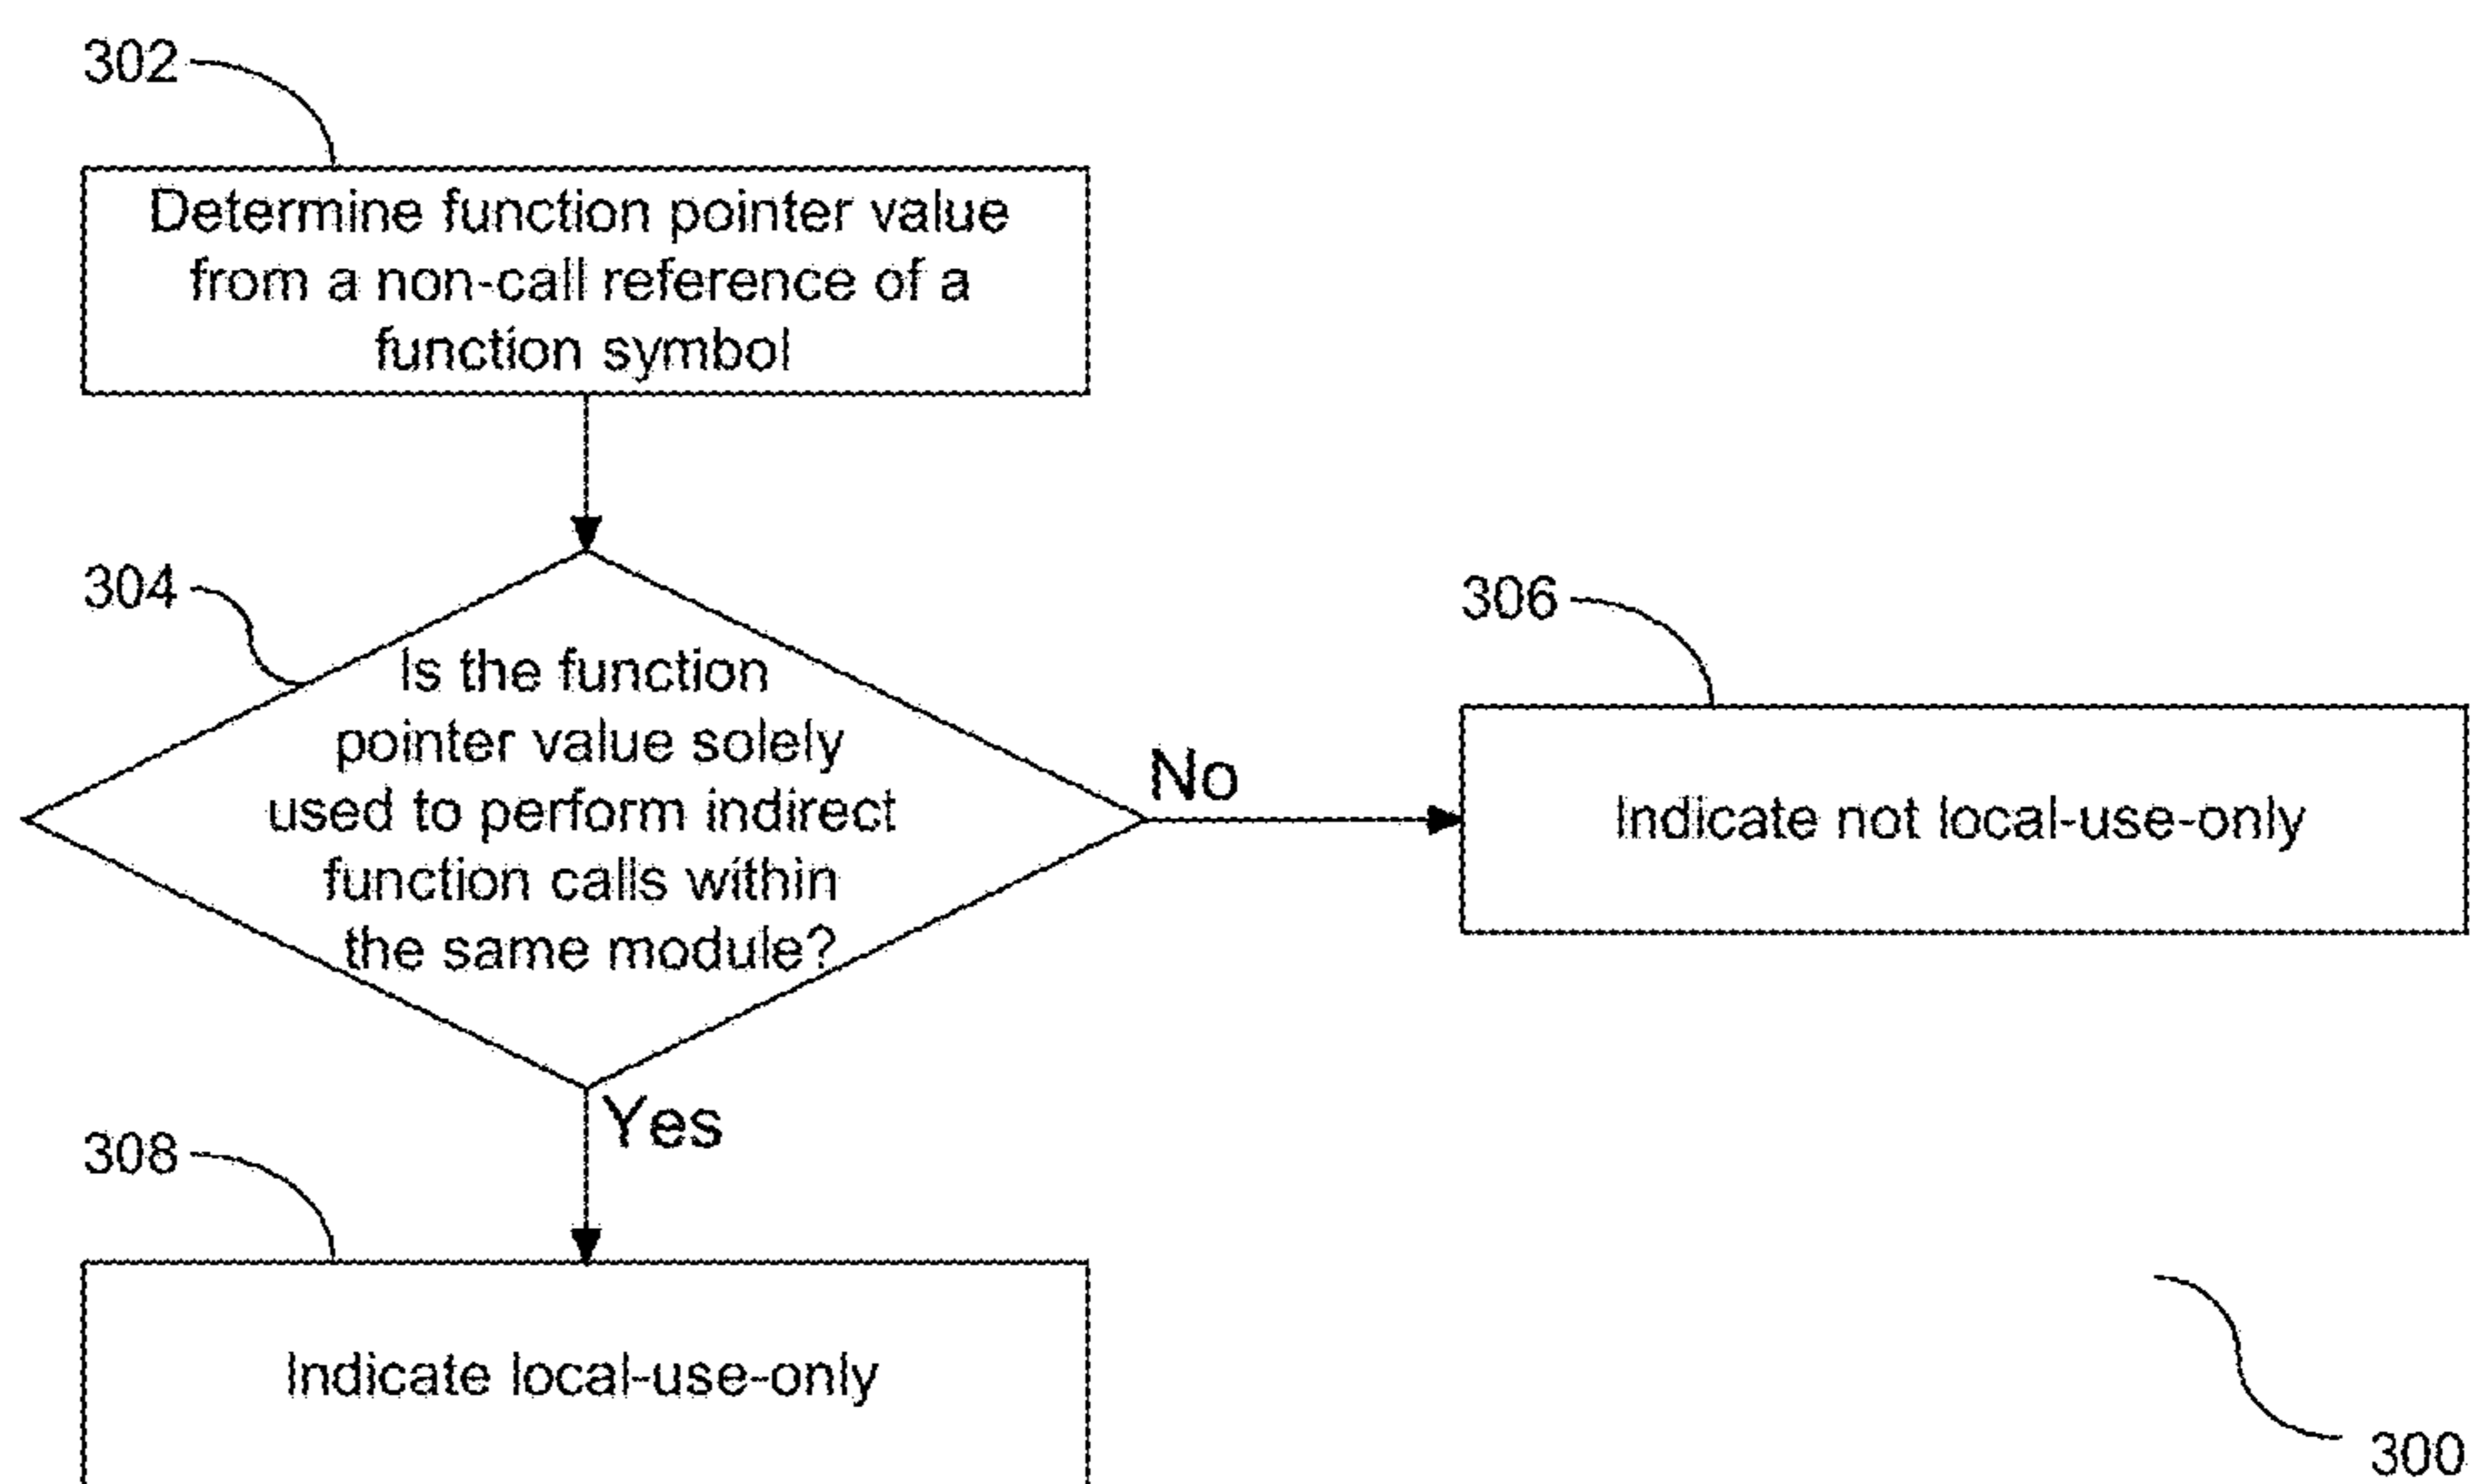 302
Determine function pointer value
from a non-call reference of a
function symbol
304
Is the function
pointer value solely
used to perform indirect
function calls within
the same module?
No
306
Indicate not local-use-only
Yes
308
Indicate local-use-only
300